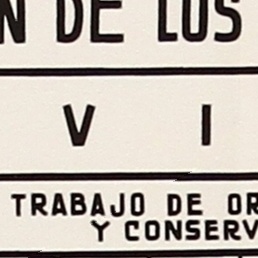 N DE LOS
V I
TRABAJO DE OR
Y CONSERV